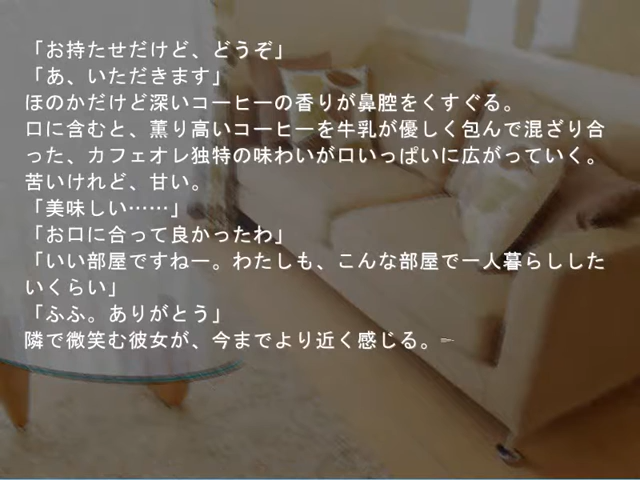 「お持たせだけど、どうぞ」
「あ、いただきます」
ほのかだけど深いコーヒーの香りが鼻腔をくすぐる。
口に含むと、薫り高いコーヒーを牛乳が優しく包んで混ざり合
った、カフェオレ独特の味わいが口いっぱいに広がっていく。
苦いけれど、甘い。
「美味しい……」
「お口に合って良かったわ」
「いい部屋ですねー。わたしも、こんな部屋で一人暮らしした
いくらい」
「ふふ。ありがとう」
隣で微笑む彼女が、今までより近く感じる。